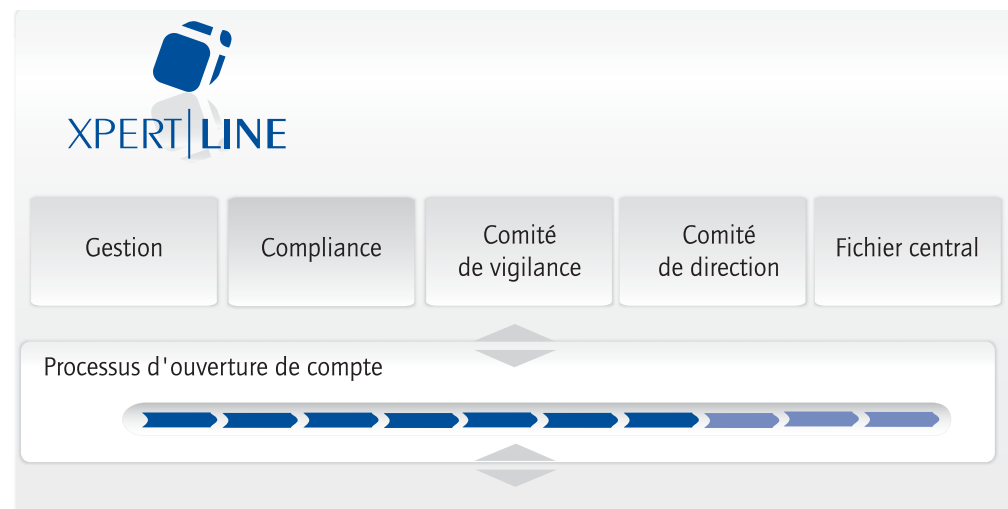 XPERT|LINE
Gestion
Compliance
Comité
de vigilance
Comité
de direction
Fichier central
Processus d'ouverture de compte